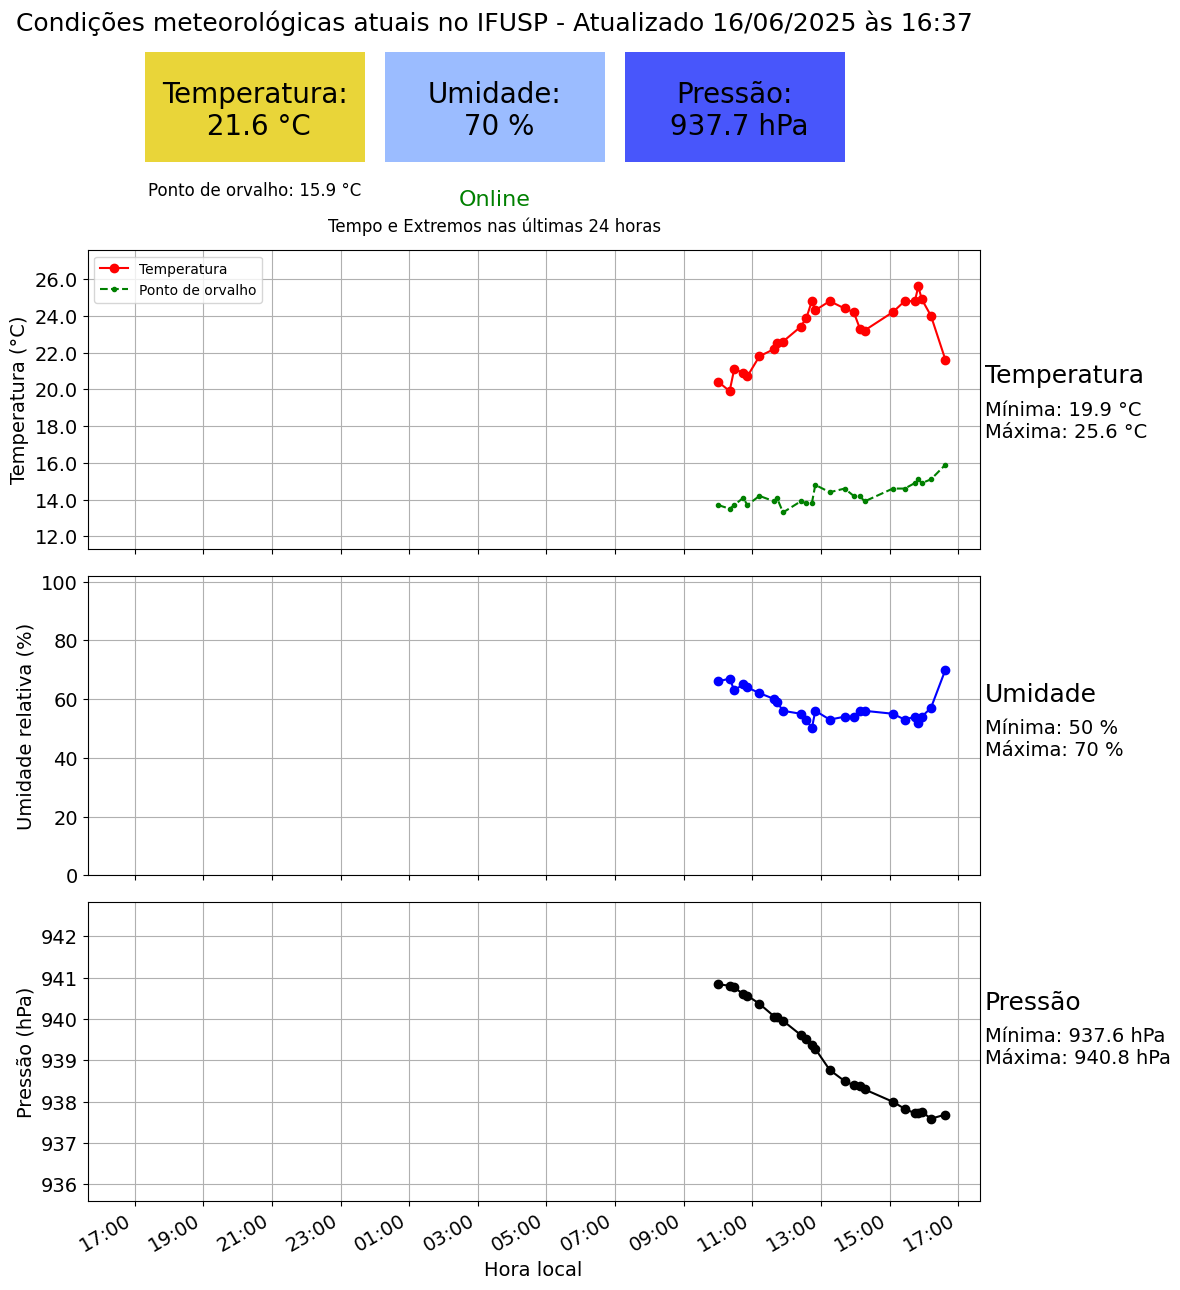 Condições meteorológicas atuais no IFUSP - Atualizado 16/06/2025 às 16:37
Temperatura:
21.6 °C
Umidade:
70 %
Pressão:
937.7 hPa
Ponto de orvalho: 15.9 °C
Online
Tempo e Extremos nas últimas 24 horas
Temperatura
Ponto de orvalho
Temperatura (°C)
26.0
24.0
22.0
20.0
18.0
16.0
14.0
12.0
Temperatura
Mínima: 19.9 °C
Máxima: 25.6 °C
Umidade relativa (%)
100
80
60
40
20
0
Umidade
Mínima: 50 %
Máxima: 70 %
Pressão (hPa)
942
941
940
939
938
937
936
Pressão
Mínima: 937.6 hPa
Máxima: 940.8 hPa
17:00 19:00 21:00 23:00 01:00 03:00 05:00 07:00 09:00 11:00 13:00 15:00 17:00
Hora local